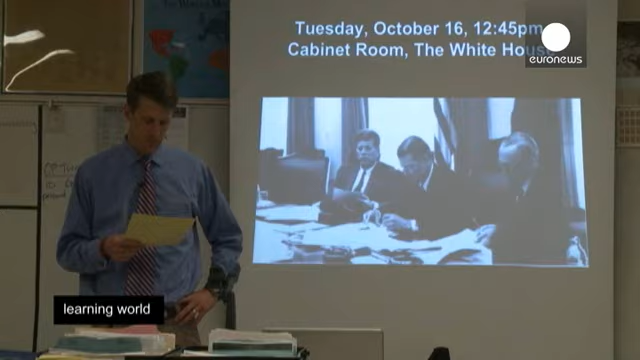 Tuesday, October 16, 12:45pm
Cabinet Room, The White House
euronews
learning world